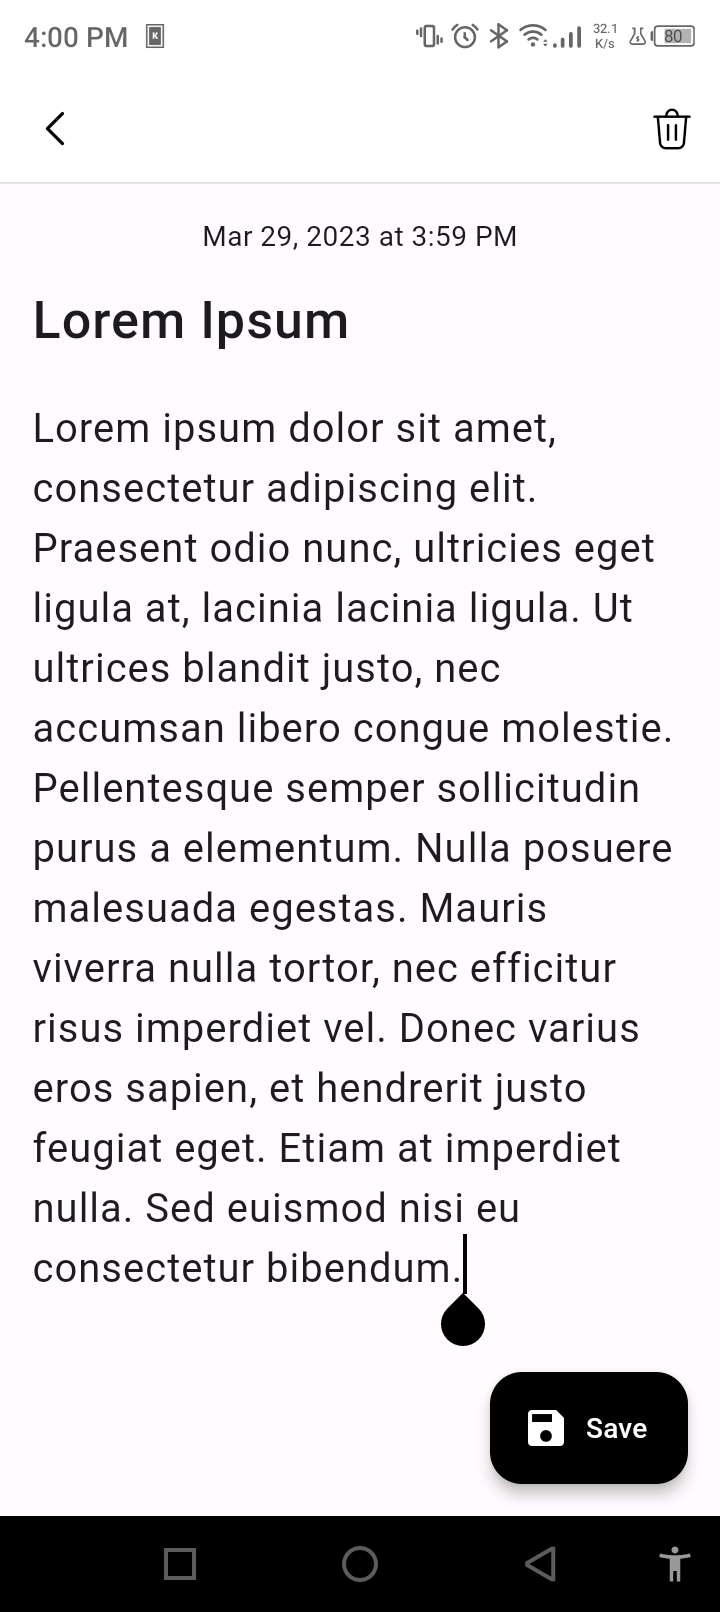 4:00 PM
32.1
K/s
80
Mar 29, 2023 at 3:59 PM
Lorem Ipsum
Lorem ipsum dolor sit amet,
consectetur adipiscing elit.
Praesent odio nunc, ultricies eget
ligula at, lacinia lacinia ligula. Ut
ultrices blandit justo, nec
accumsan libero congue molestie.
Pellentesque semper sollicitudin
purus a elementum. Nulla posuere
malesuada egestas. Mauris
viverra nulla tortor, nec efficitur
risus imperdiet vel. Donec varius
eros sapien, et hendrerit justo
feugiat eget. Etiam at imperdiet
nulla. Sed euismod nisi eu
consectetur bibendum.
Save